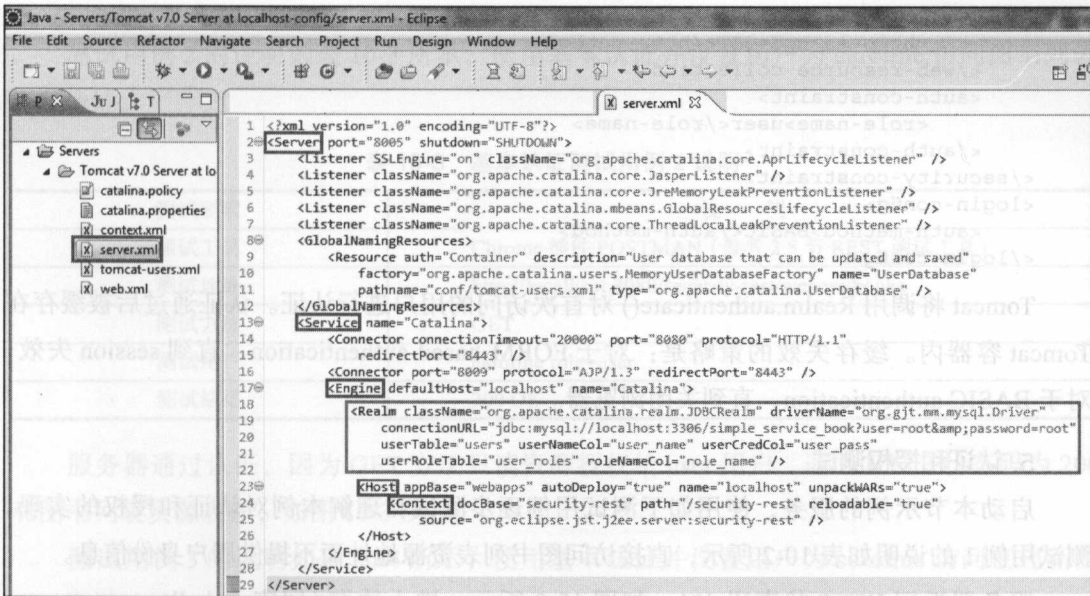 Java - Servers/Tomcat v7.0 Server at localhost-config/server.xml - Eclipse
File Edit Source Refactor Navigate Search Project Run Design Window Help
P Ju J T
server.xml
Servers
Tomcat v7.0 Server at lo
catalina.policy
catalina.properties
context.xml
server.xml
tomcat-users.xml
web.xml
1 <?xml version="1.0" encoding="UTF-8"?>
2 <Server port="8005" shutdown="SHUTDOWN">
3 <Listener SSLEngine="on" className="org.apache.catalina.core.AprLifecycleListener" />
4 <Listener className="org.apache.catalina.core.JasperListener" />
5 <Listener className="org.apache.catalina.core.JreMemoryLeakPreventionListener" />
6 <Listener className="org.apache.catalina.mbeans.GlobalResourcesLifecycleListener" />
7 <Listener className="org.apache.catalina.core.ThreadLocalLeakPreventionListener" />
8 <GlobalNamingResources>
9 <Resource auth="Container" description="User database that can be updated and saved"
10 factory="org.apache.catalina.users.MemoryUserDatabaseFactory" name="UserDatabase"
11 pathname="conf/tomcat-users.xml" type="org.apache.catalina.UserDatabase" />
12 </GlobalNamingResources>
13 <Service name="Catalina">
14 <Connector connectionTimeout="20000" port="8080" protocol="HTTP/1.1"
15 redirectPort="8443" />
16 <Connector port="8009" protocol="AJP/1.3" redirectPort="8443" />
17 <Engine defaultHost="localhost" name="Catalina">
18 <Realm className="org.apache.catalina.realm.JDBCRealm" driverName="org.gjt.mm.mysql.Driver"
19 connectionURL="jdbc:mysql://localhost:3306/simple_service_book?user=root&amp;password=root"
20 userTable="users" userNameCol="user_name" userCredCol="user_pass"
21 userRoleTable="user_roles" roleNameCol="role_name" />
22
23 <Host appBase="webapps" autoDeploy="true" name="localhost" unpackWARs="true">
24 <Context docBase="security-rest" path="/security-rest" reloadable="true"
25 source="org.eclipse.jst.j2ee.server:security-rest" />
26 </Host>
27 </Engine>
28 </Service>
29 </Server>